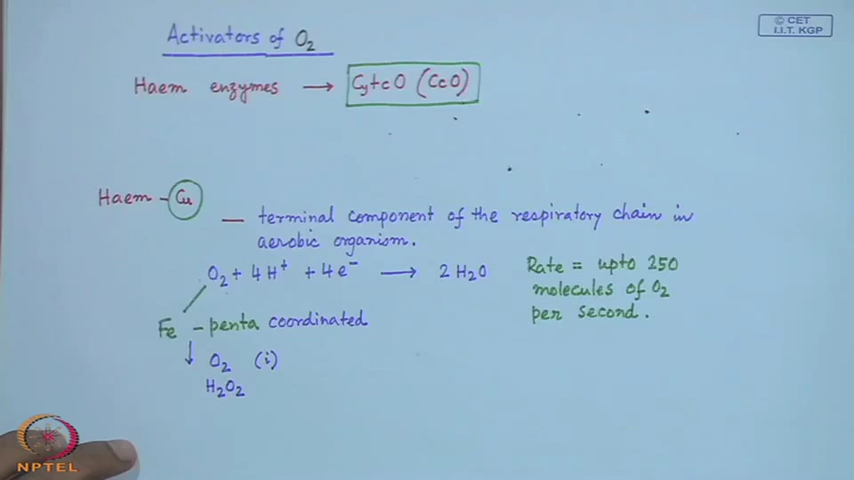 © CET
I.I.T. KGP
Activators of O₂
Haem enzymes → CytcO (CcO)
Haem - Cu
— terminal component of the respiratory chain in
aerobic organism.
O₂ + 4H⁺ + 4e⁻ → 2H₂O
Rate = upto 250
molecules of O₂
per second.
Fe - penta coordinated
↓ O₂ (i)
H₂O₂
NPTEL